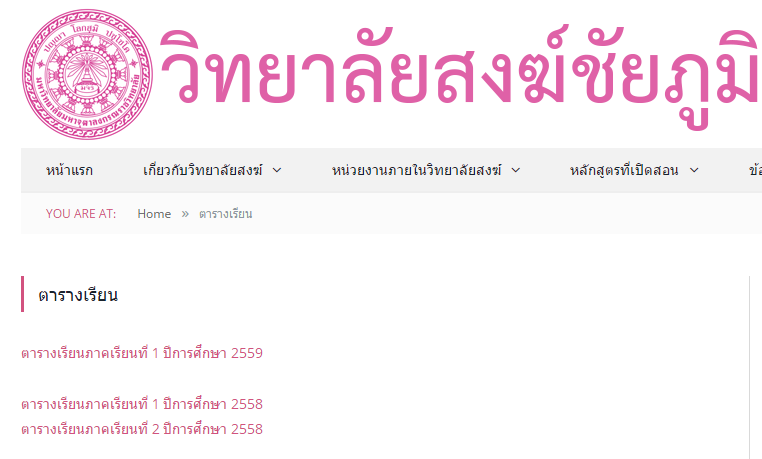 ปญฺญา โลกสฺมิ ปชฺโชโต
มจร
มหาวิทยาลัยมหาจุฬาลงกรณราชวิทยาลัย
วิทยาลัยสงฆ์ชัยภูมิ
หน้าแรก เกี่ยวกับวิทยาลัยสงฆ์ หน่วยงานภายในวิทยาลัยสงฆ์ หลักสูตรที่เปิดสอน
YOU ARE AT: Home » ตารางเรียน
ตารางเรียน
ตารางเรียนภาคเรียนที่ 1 ปีการศึกษา 2559
ตารางเรียนภาคเรียนที่ 1 ปีการศึกษา 2558
ตารางเรียนภาคเรียนที่ 2 ปีการศึกษา 2558